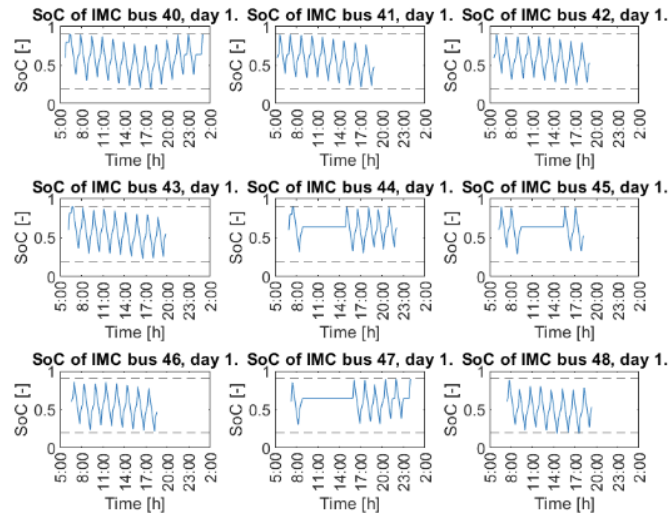 SoC of IMC bus 40, day 1. SoC of IMC bus 41, day 1. SoC of IMC bus 42, day 1.
SoC [-] 1 0.5 0 SoC [-] 1 0.5 0 SoC [-] 1 0.5 0
5:00 8:00 11:00 14:00 17:00 20:00 23:00 2:00 5:00 8:00 11:00 14:00 17:00 20:00 23:00 2:00 5:00 8:00 11:00 14:00 17:00 20:00 23:00 2:00
Time [h] Time [h] Time [h]
SoC of IMC bus 43, day 1. SoC of IMC bus 44, day 1. SoC of IMC bus 45, day 1.
SoC [-] 1 0.5 0 SoC [-] 1 0.5 0 SoC [-] 1 0.5 0
5:00 8:00 11:00 14:00 17:00 20:00 23:00 2:00 5:00 8:00 11:00 14:00 17:00 20:00 23:00 2:00 5:00 8:00 11:00 14:00 17:00 20:00 23:00 2:00
Time [h] Time [h] Time [h]
SoC of IMC bus 46, day 1. SoC of IMC bus 47, day 1. SoC of IMC bus 48, day 1.
SoC [-] 1 0.5 0 SoC [-] 1 0.5 0 SoC [-] 1 0.5 0
5:00 8:00 11:00 14:00 17:00 20:00 23:00 2:00 5:00 8:00 11:00 14:00 17:00 20:00 23:00 2:00 5:00 8:00 11:00 14:00 17:00 20:00 23:00 2:00
Time [h] Time [h] Time [h]